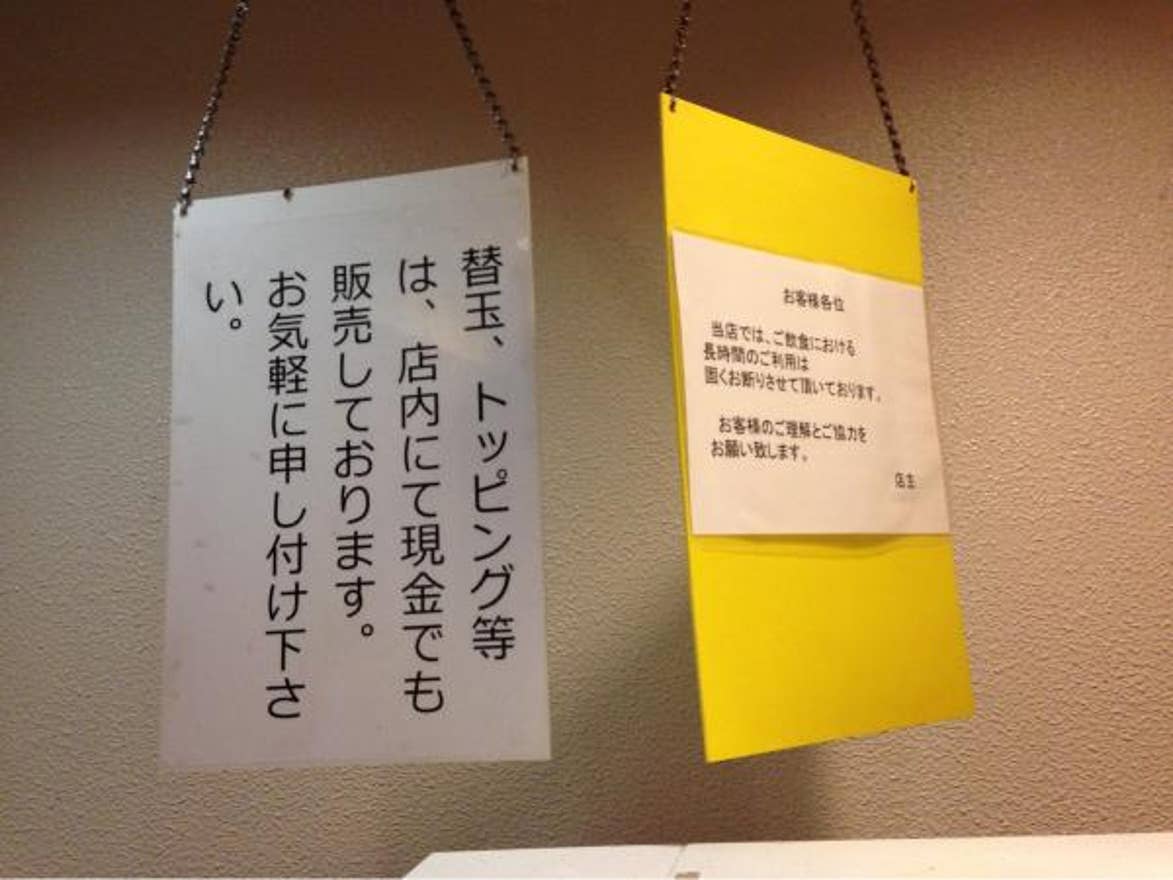 替玉、トッピング等
は、店内にて現金でも
販売しております。
お気軽に申し付け下さ
い。
お客様各位
当店では、ご飲食における
長時間のご利用は
固くお断りさせて頂いております。
お客様のご理解とご協力を
お願い致します。
店主